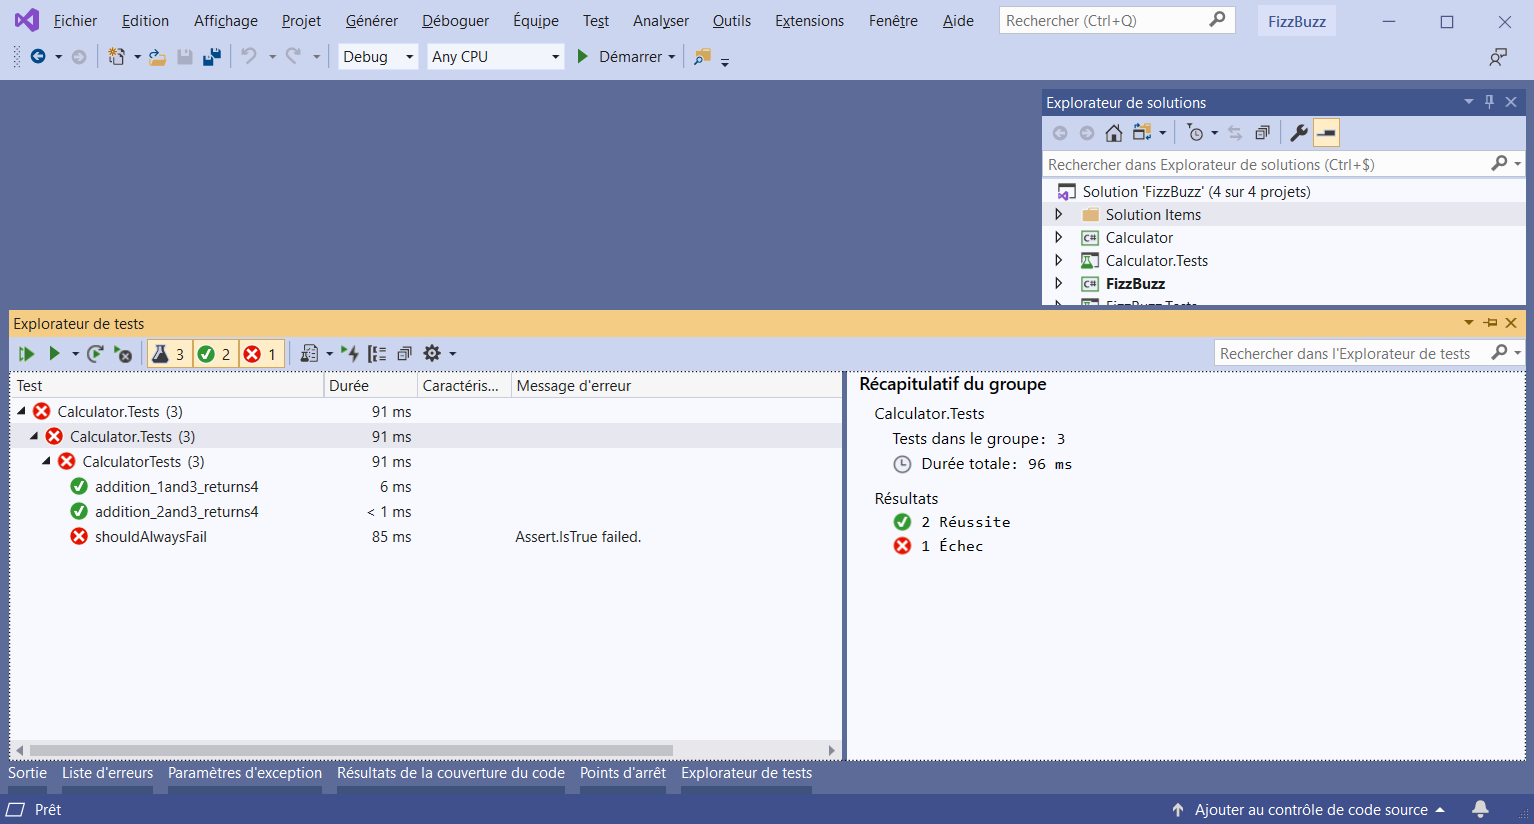 Fichier Edition Affichage Projet Générer Déboguer Équipe Test Analyser Outils Extensions Fenêtre Aide Rechercher (Ctrl+Q) FizzBuzz
Debug Any CPU Démarrer
Explorateur de solutions
Rechercher dans Explorateur de solutions (Ctrl+$)
Solution 'FizzBuzz' (4 sur 4 projets)
Solution Items
C# Calculator
Calculator.Tests
C# FizzBuzz
FizzBuzz.Tests
Explorateur de tests
3 2 1 Rechercher dans l'Explorateur de tests
Test Durée Caractéris... Message d'erreur
Calculator.Tests (3) 91 ms
Calculator.Tests (3) 91 ms
CalculatorTests (3) 91 ms
addition_1and3_returns4 6 ms
addition_2and3_returns4 < 1 ms
shouldAlwaysFail 85 ms Assert.IsTrue failed.
Récapitulatif du groupe
Calculator.Tests
Tests dans le groupe: 3
Durée totale: 96 ms
Résultats
2 Réussite
1 Échec
Sortie Liste d'erreurs Paramètres d'exception Résultats de la couverture du code Points d'arrêt Explorateur de tests
Prêt Ajouter au contrôle de code source